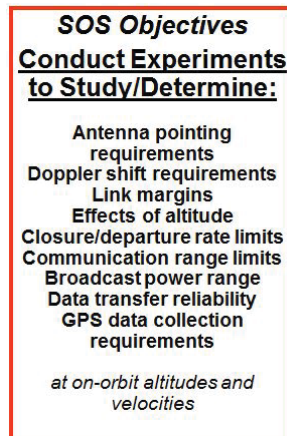 SOS Objectives
Conduct Experiments
to Study/Determine:
Antenna pointing
requirements
Doppler shift requirements
Link margins
Effects of altitude
Closure/departure rate limits
Communication range limits
Broadcast power range
Data transfer reliability
GPS data collection
requirements
at on-orbit altitudes and
velocities